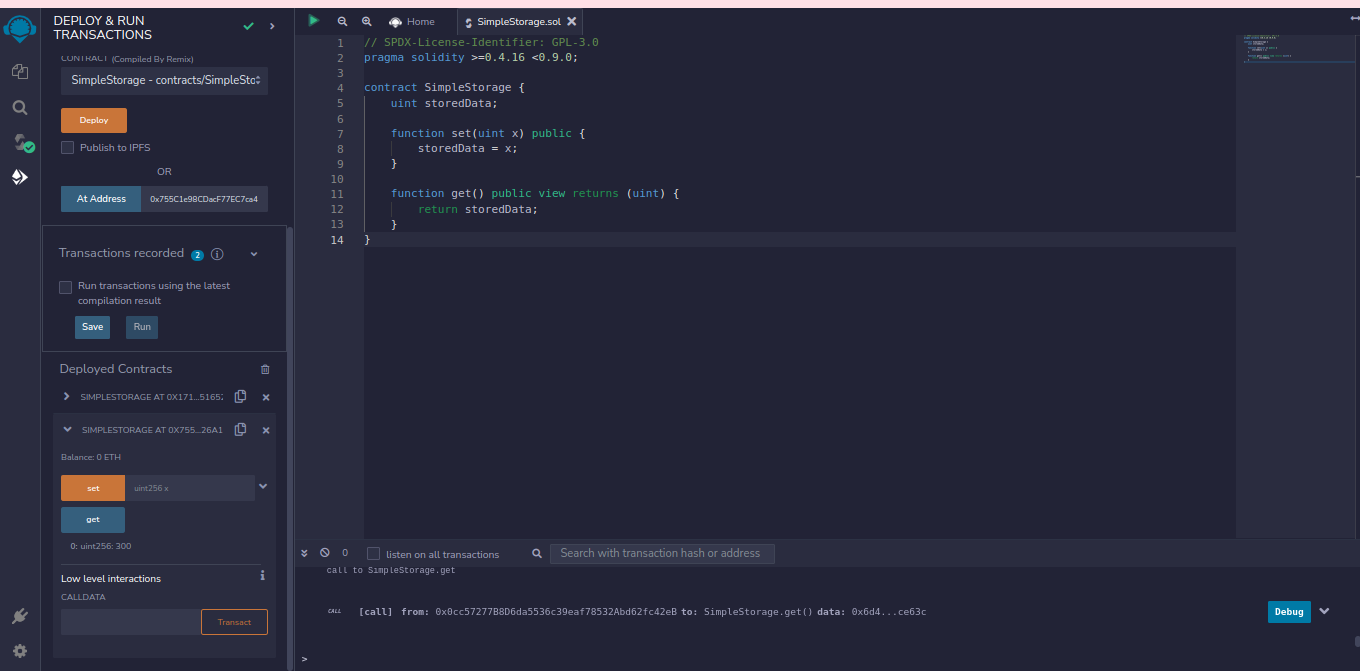 DEPLOY & RUN
TRANSACTIONS
CONTRACT (Compiled By Remix)
SimpleStorage - contracts/SimpleSto
Deploy
Publish to IPFS
OR
At Address 0x755C1e98CDacF77EC7ca4
Transactions recorded 2
Run transactions using the latest
compilation result
Save Run
Deployed Contracts
SIMPLESTORAGE AT 0X171...51652
SIMPLESTORAGE AT 0X755...26A1
Balance: 0 ETH
set uint256 x
get
0: uint256: 300
Low level interactions
CALLDATA
Transact
Home SimpleStorage.sol
1 // SPDX-License-Identifier: GPL-3.0
2 pragma solidity >=0.4.16 <0.9.0;
3
4 contract SimpleStorage {
5 uint storedData;
6
7 function set(uint x) public {
8 storedData = x;
9 }
10
11 function get() public view returns (uint) {
12 return storedData;
13 }
14 }
0 listen on all transactions Search with transaction hash or address
call to SimpleStorage.get
CALL [call] from: 0x0cc57277B8D6da5536c39eaf78532Abd62fc42eB to: SimpleStorage.get() data: 0x6d4...ce63c
Debug
>